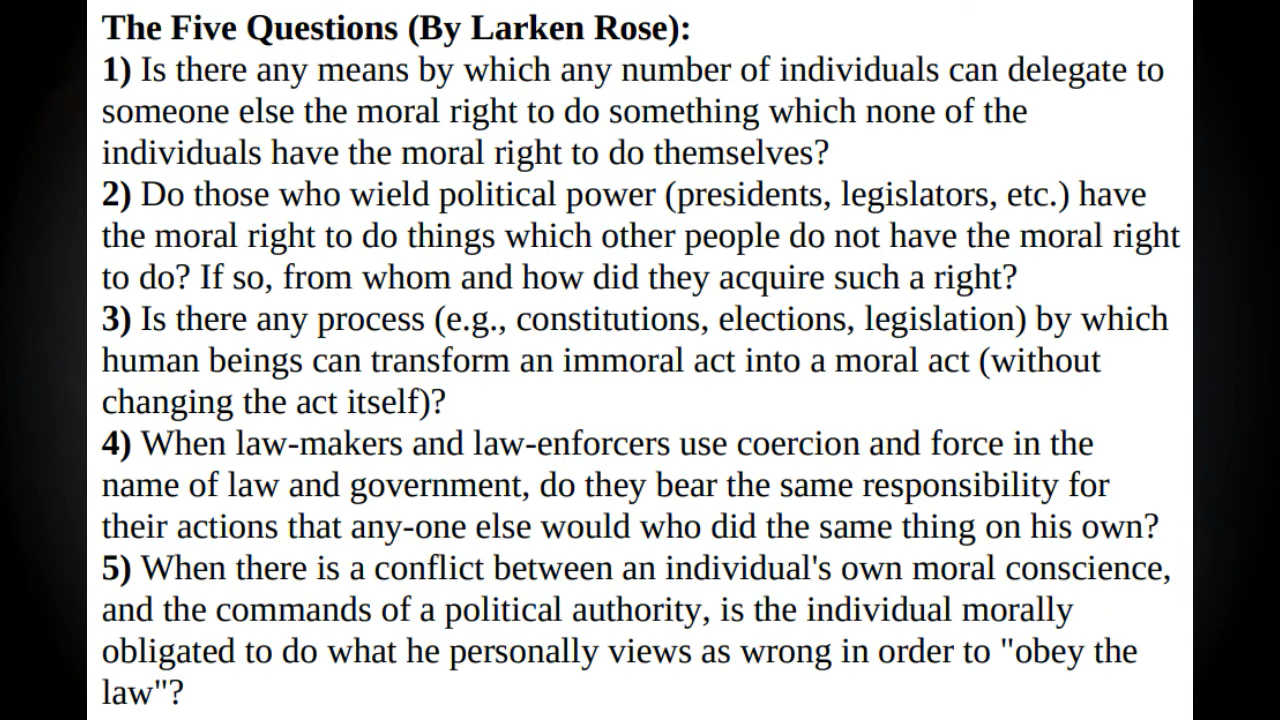 The Five Questions (By Larken Rose):
1) Is there any means by which any number of individuals can delegate to
someone else the moral right to do something which none of the
individuals have the moral right to do themselves?
2) Do those who wield political power (presidents, legislators, etc.) have
the moral right to do things which other people do not have the moral right
to do? If so, from whom and how did they acquire such a right?
3) Is there any process (e.g., constitutions, elections, legislation) by which
human beings can transform an immoral act into a moral act (without
changing the act itself)?
4) When law-makers and law-enforcers use coercion and force in the
name of law and government, do they bear the same responsibility for
their actions that any-one else would who did the same thing on his own?
5) When there is a conflict between an individual's own moral conscience,
and the commands of a political authority, is the individual morally
obligated to do what he personally views as wrong in order to "obey the
law"?